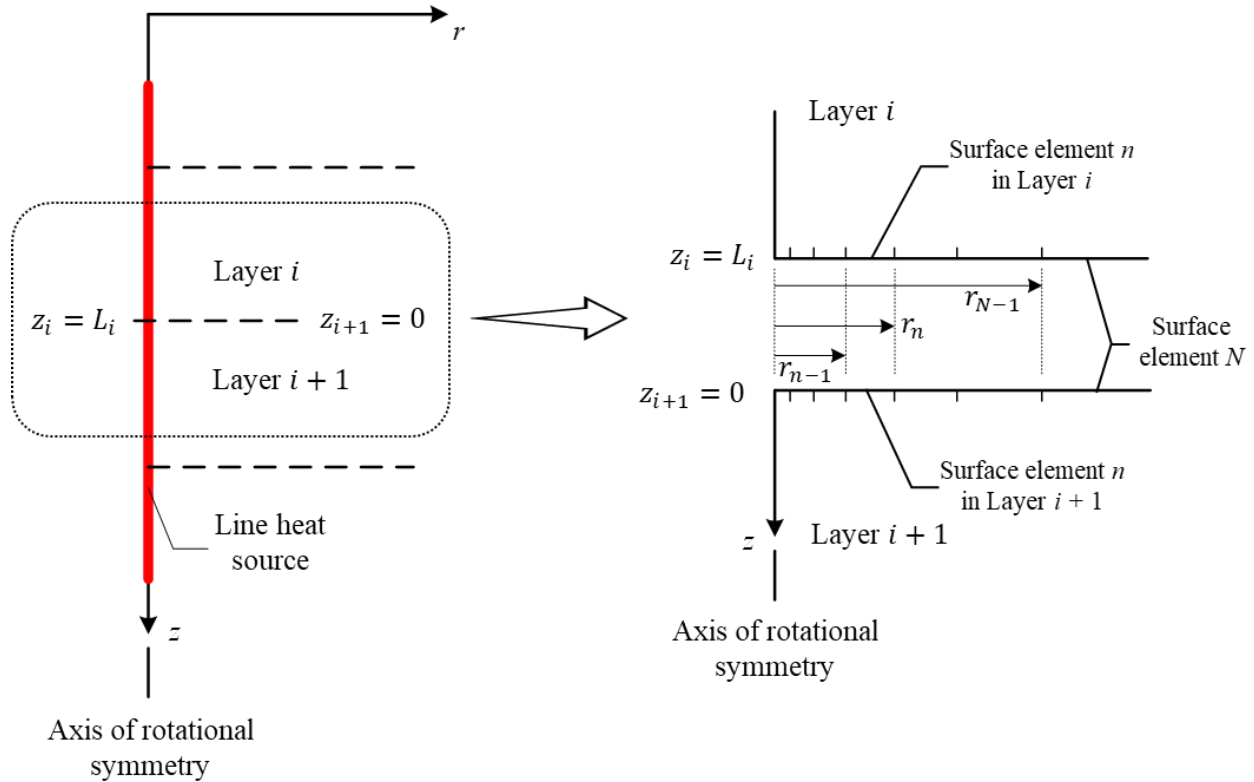 r
Layer i
z_i = L_i
z_{i+1} = 0
Layer i + 1
Line heat
source
z
Axis of rotational
symmetry
Layer i
Surface element n
in Layer i
z_i = L_i
r_{N-1}
r_n
r_{n-1}
Surface
element N
z_{i+1} = 0
Surface element n
in Layer i + 1
z
Layer i + 1
Axis of rotational
symmetry